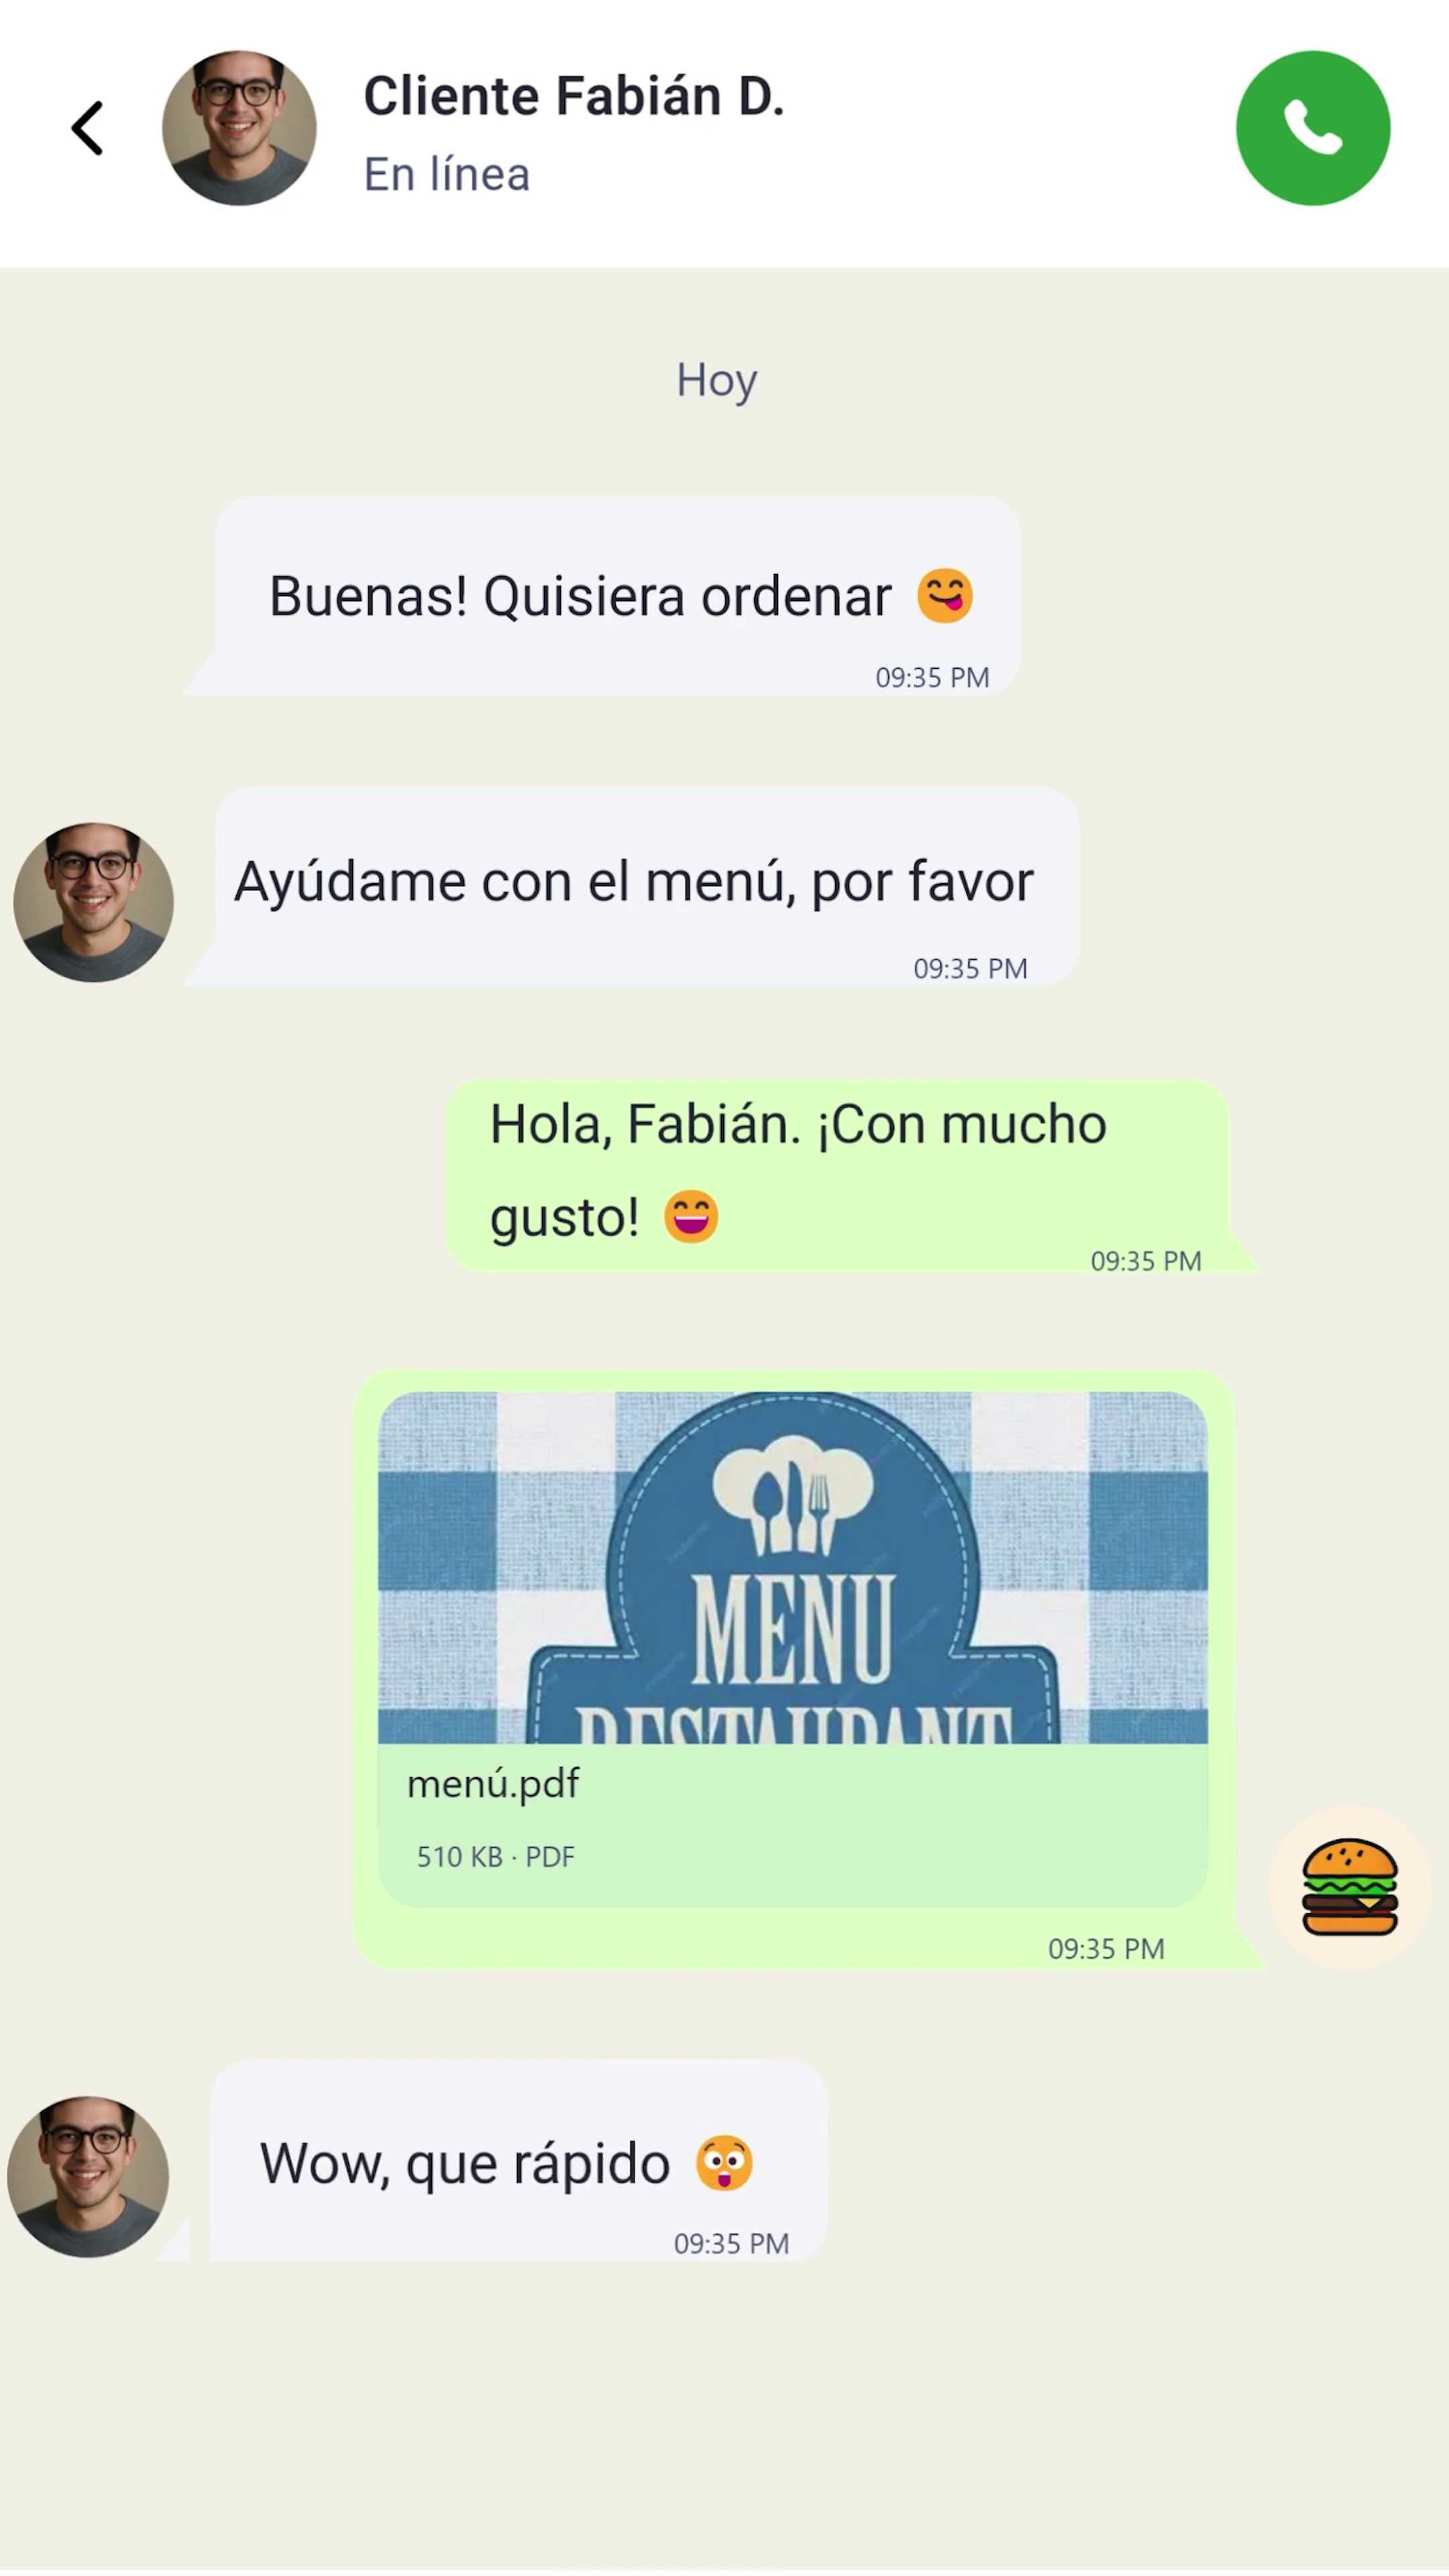 Cliente Fabián D.
En línea
Hoy
Buenas! Quisiera ordenar 😋
09:35 PM
Ayúdame con el menú, por favor
09:35 PM
Hola, Fabián. ¡Con mucho
gusto! 😄
09:35 PM
MENU
RESTAURANT
menú.pdf
510 KB · PDF
09:35 PM
Wow, que rápido 😲
09:35 PM